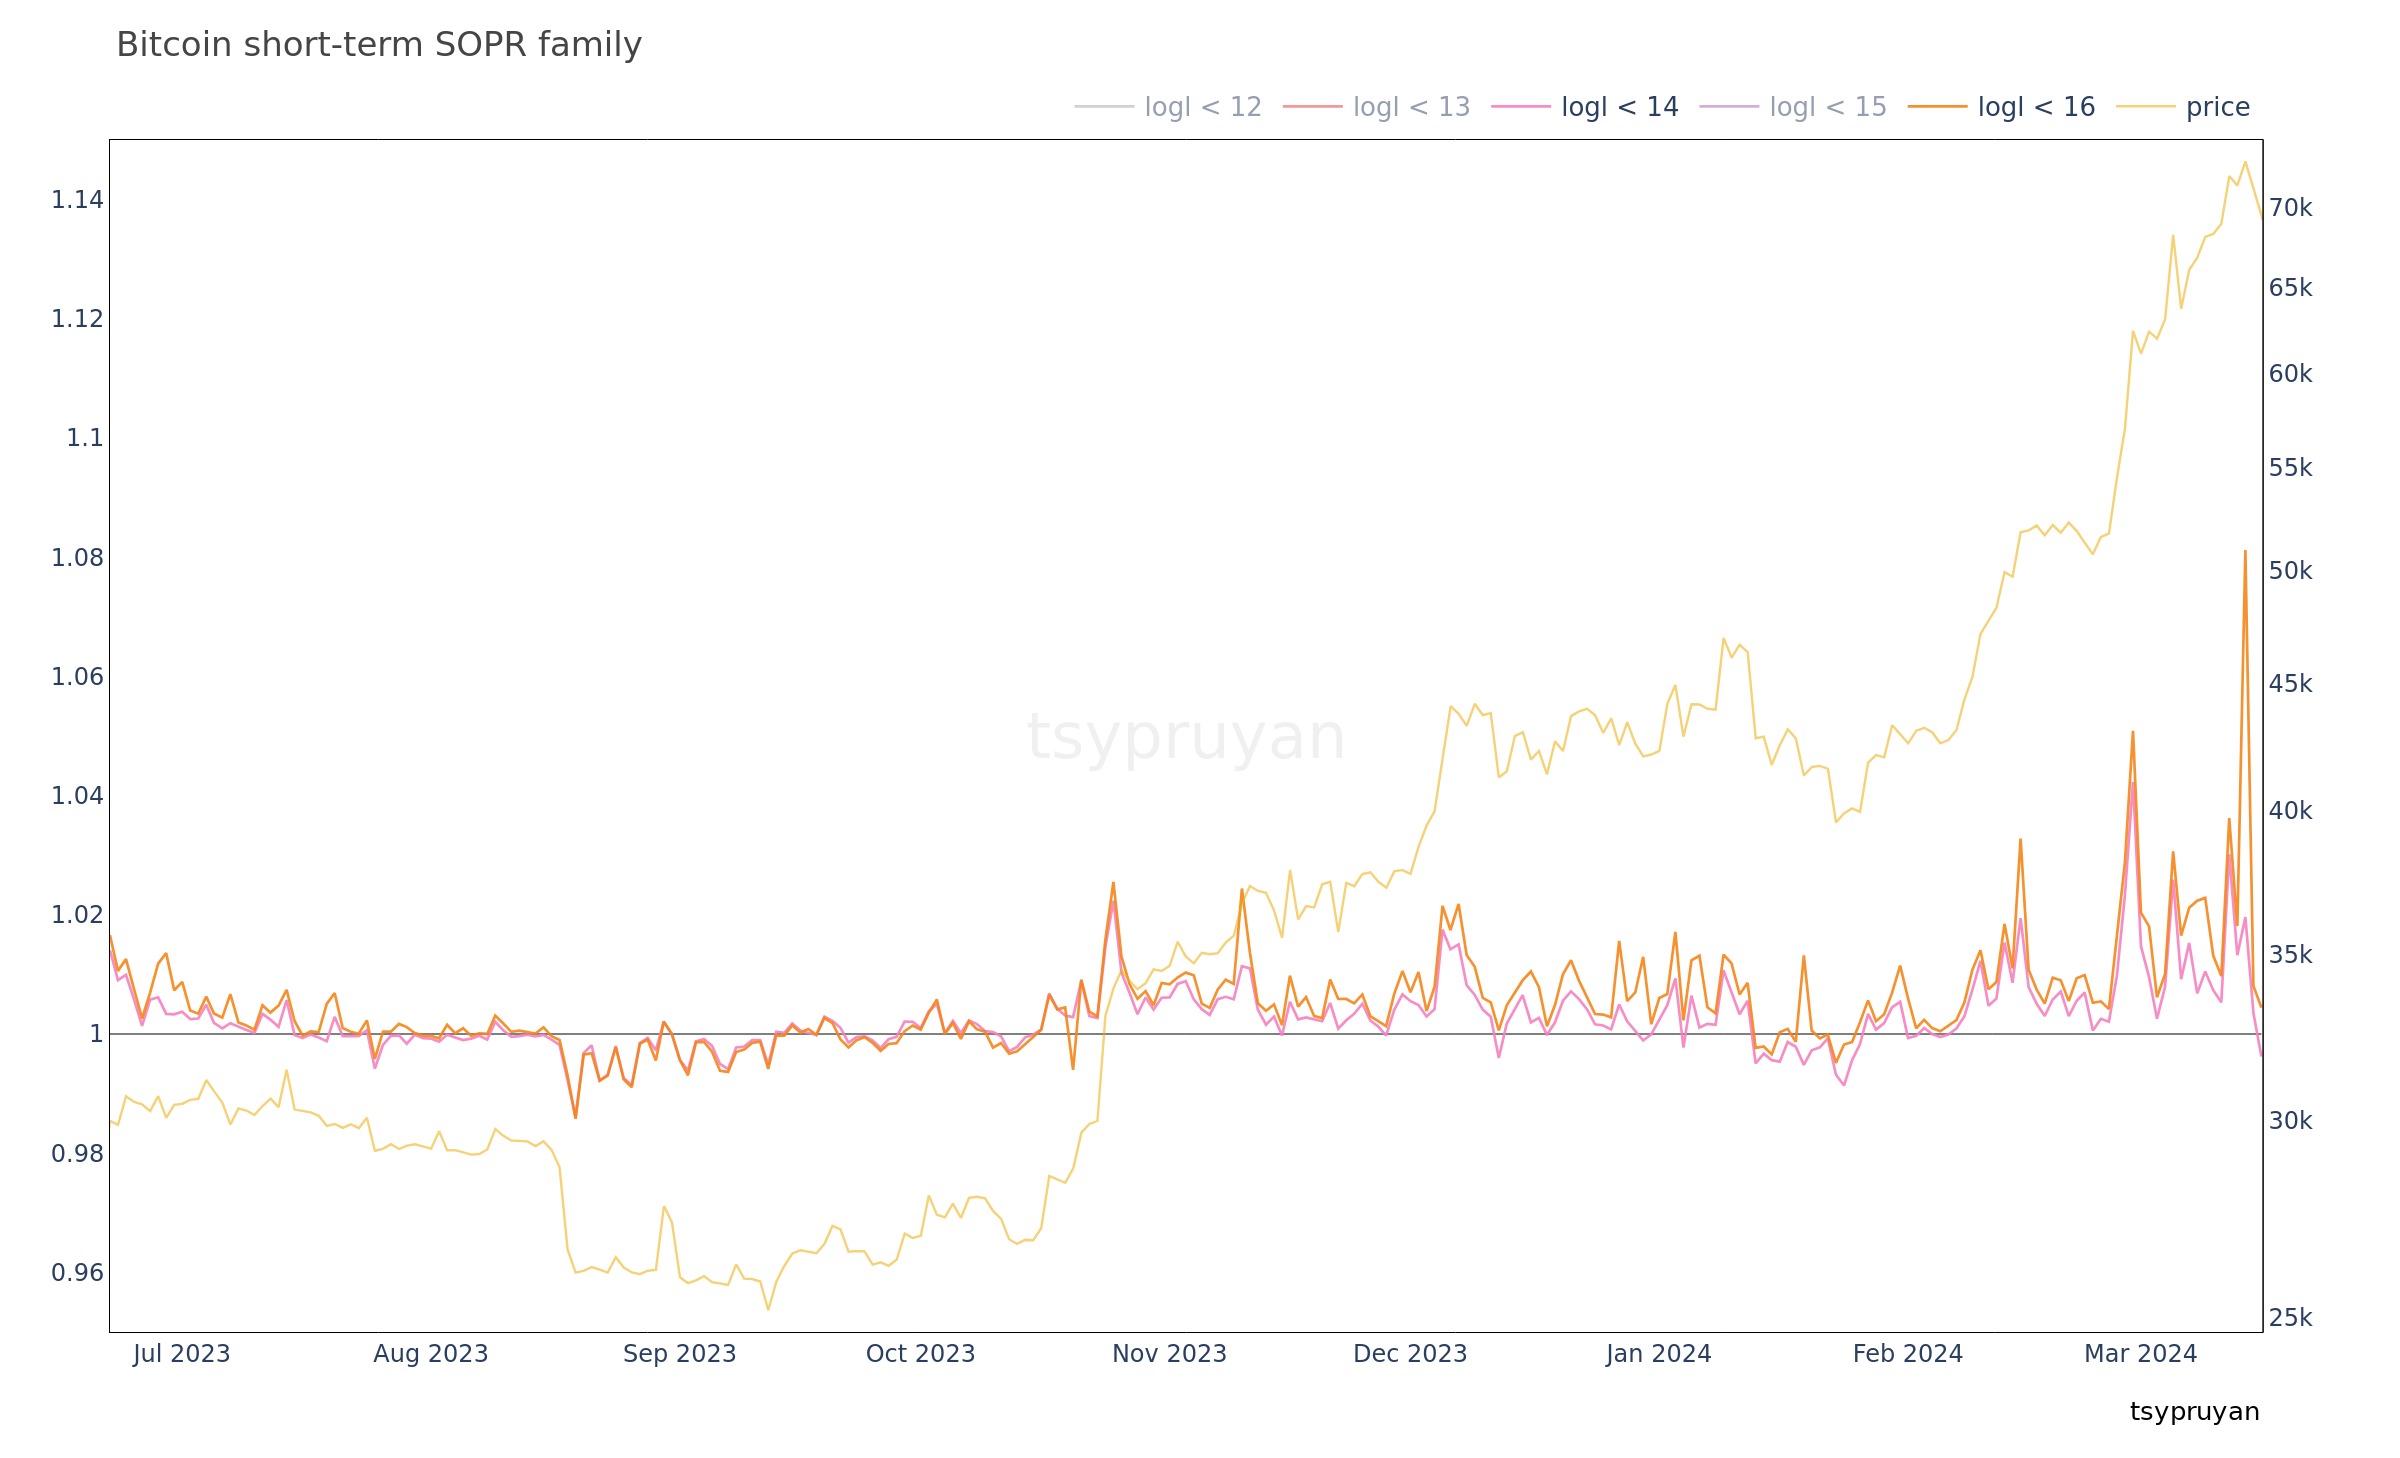 Bitcoin short-term SOPR family
logl < 12 logl < 13 logl < 14 logl < 15 logl < 16 price
1.14
1.12
1.1
1.08
1.06
1.04
1.02
1
0.98
0.96
70k
65k
60k
55k
50k
45k
40k
35k
30k
25k
tsypruyan
Jul 2023 Aug 2023 Sep 2023 Oct 2023 Nov 2023 Dec 2023 Jan 2024 Feb 2024 Mar 2024
tsypruyan